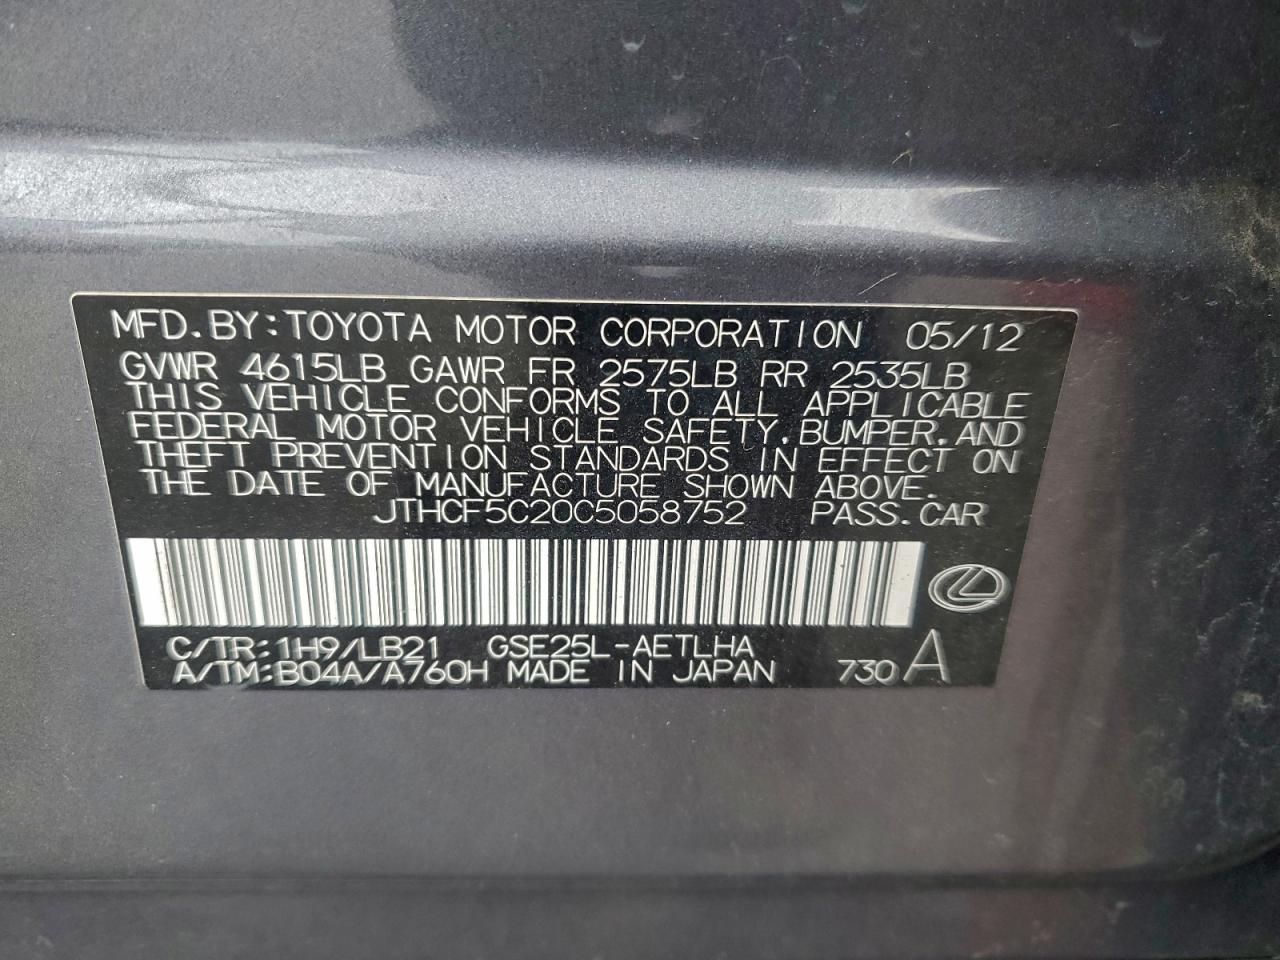 MFD.BY:TOYOTA MOTOR CORPORATION 05/12
GVWR 4615LB GAWR FR 2575LB RR 2535LB
THIS VEHICLE CONFORMS TO ALL APPLICABLE
FEDERAL MOTOR VEHICLE SAFETY,BUMPER,AND
THEFT PREVENTION STANDARDS IN EFFECT ON
THE DATE OF MANUFACTURE SHOWN ABOVE.
JTHCF5C20C5058752 PASS.CAR
C/TR:1H9/LB21 GSE25L-AETLHA
A/TM:B04A/A760H MADE IN JAPAN 730 A